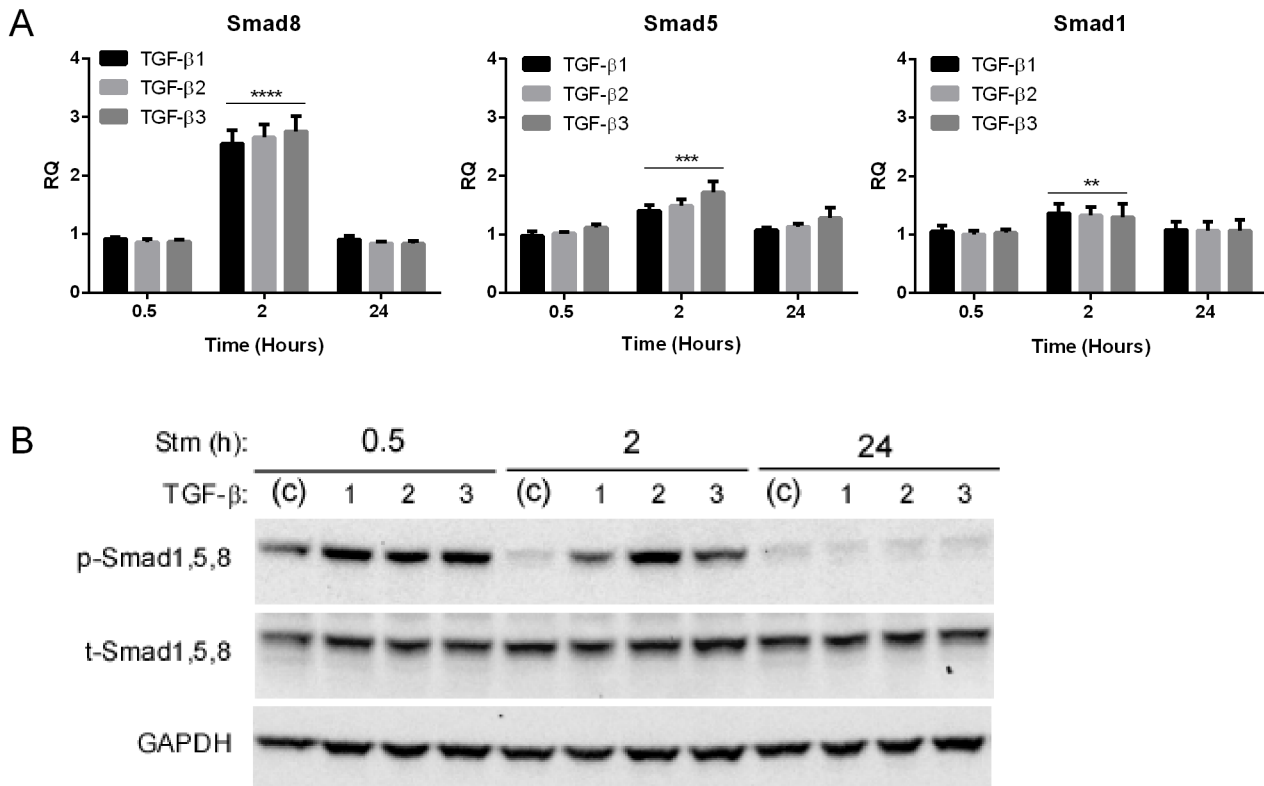 A
Smad8
4
3
2
1
0
RQ
TGF-β1
TGF-β2
TGF-β3
****
0.5 2 24
Time (Hours)
Smad5
4
3
2
1
0
RQ
TGF-β1
TGF-β2
TGF-β3
***
0.5 2 24
Time (Hours)
Smad1
4
3
2
1
0
RQ
TGF-β1
TGF-β2
TGF-β3
**
0.5 2 24
Time (Hours)
B
Stm (h): 0.5 2 24
TGF-β: (c) 1 2 3 (c) 1 2 3 (c) 1 2 3
p-Smad1,5,8
t-Smad1,5,8
GAPDH